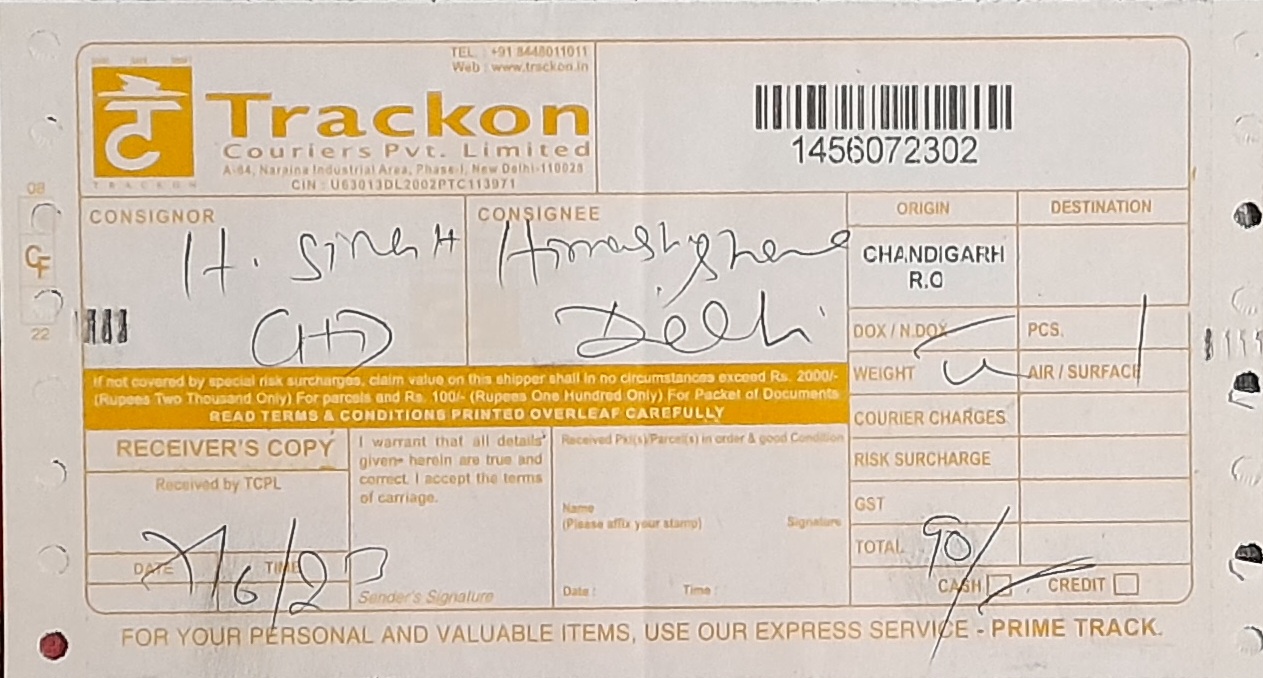 TEL : +91 8448011011
Web : www.trackon.in
Trackon
Couriers Pvt. Limited
A-64, Naraina Industrial Area, Phase-I, New Delhi-110028
CIN : U63013DL2002PTC113971
TRACKON
1456072302
08
CF
22
CONSIGNOR
H. SINGH
CHD
CONSIGNEE
Delhi
ORIGIN
DESTINATION
CHANDIGARH
R.O
DOX / N.DOX
PCS.
WEIGHT
AIR / SURFACE
COURIER CHARGES
RISK SURCHARGE
GST
TOTAL 90/
CASH
CREDIT
If not covered by special risk surcharges, claim value on this shipper shall in no circumstances exceed Rs. 2000/-
(Rupees Two Thousand Only) For parcels and Rs. 100/- (Rupees One Hundred Only) For Packet of Documents
READ TERMS & CONDITIONS PRINTED OVERLEAF CAREFULLY
RECEIVER'S COPY
Received by TCPL
DATE
TIME
I warrant that all details
given herein are true and
correct. I accept the terms
of carriage.
Sender's Signature
Received Pkt(s)/Parcel(s) in order & good Condition
Name
(Please affix your stamp)
Signature
Date :
Time :
FOR YOUR PERSONAL AND VALUABLE ITEMS, USE OUR EXPRESS SERVICE - PRIME TRACK.